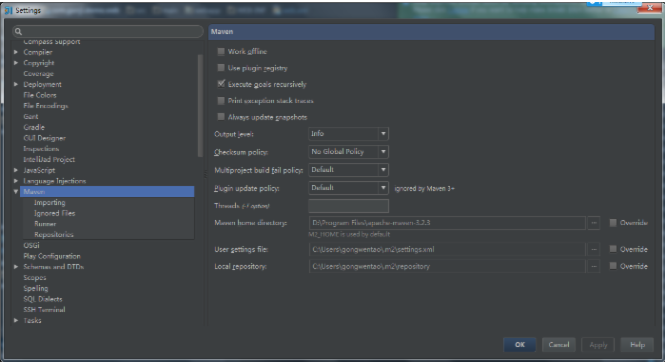 Settings
Compass Support
Compiler
Copyright
Coverage
Deployment
File Colors
File Encodings
Gant
Gradle
GUI Designer
Inspections
IntelliJad Project
JavaScript
Language Injections
Maven
Importing
Ignored Files
Runner
Repositories
OSGi
Play Configuration
Schemas and DTDs
Scopes
Spelling
SQL Dialects
SSH Terminal
Tasks
Maven
Work offline
Use plugin registry
Execute goals recursively
Print exception stack traces
Always update snapshots
Output level: Info
Checksum policy: No Global Policy
Multiproject build fail policy: Default
Plugin update policy: Default ignored by Maven 3+
Threads (-T option)
Maven home directory: D:\Program Files\apache-maven-3.2.5 ... Override
M2_HOME is used by default
User settings file: C:\Users\gongwentao\.m2\settings.xml ... Override
Local repository: C:\Users\gongwentao\.m2\repository ... Override
OK Cancel Apply Help